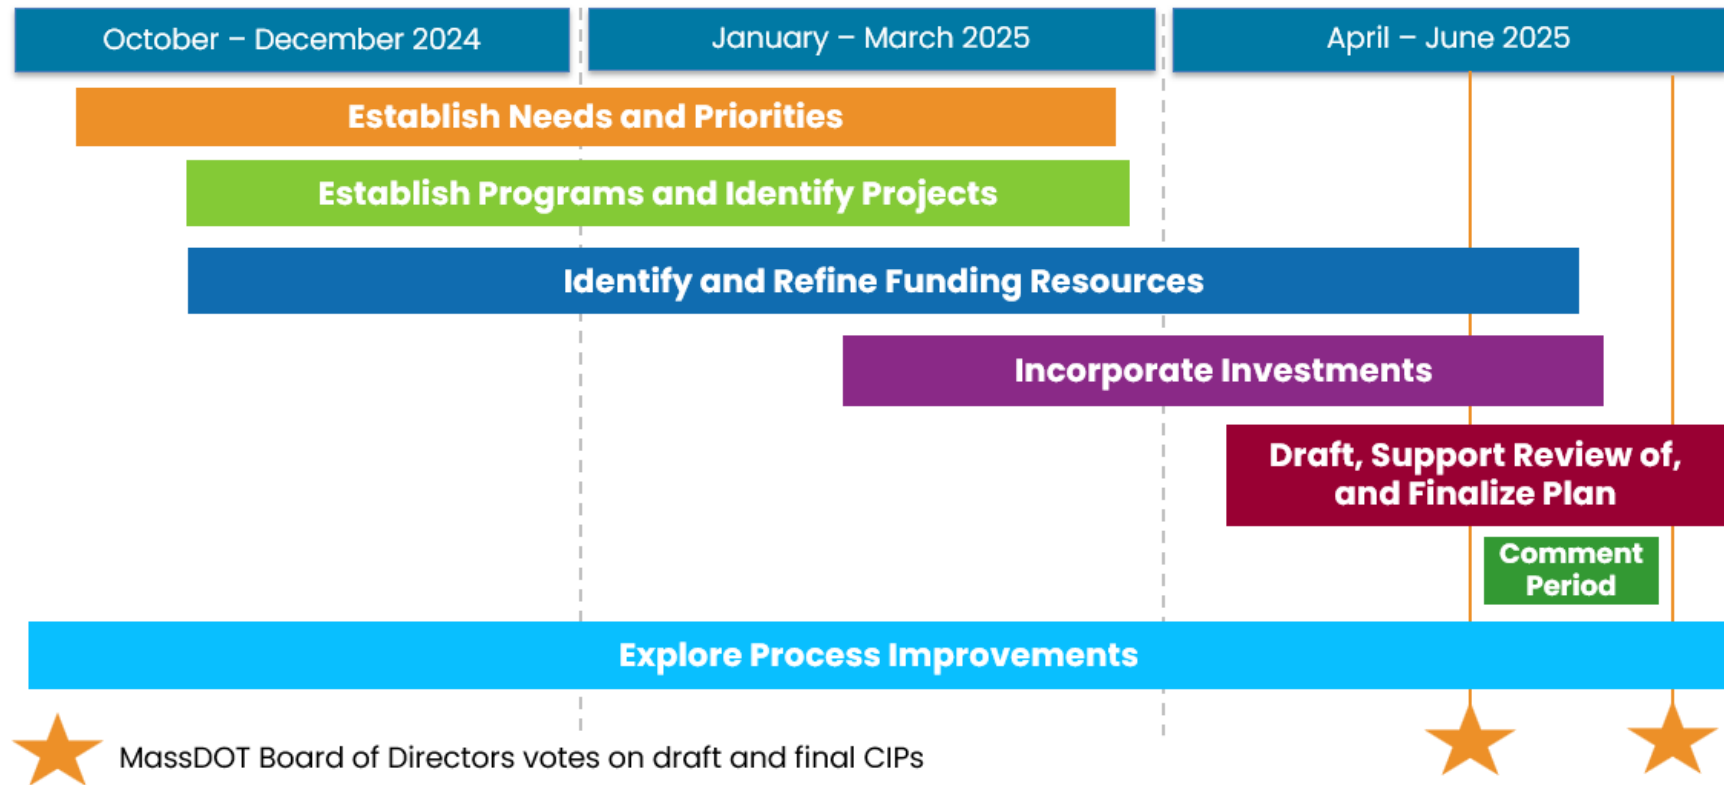 October – December 2024
January – March 2025
April – June 2025
Establish Needs and Priorities
Establish Programs and Identify Projects
Identify and Refine Funding Resources
Incorporate Investments
Draft, Support Review of,
and Finalize Plan
Comment
Period
Explore Process Improvements
MassDOT Board of Directors votes on draft and final CIPs